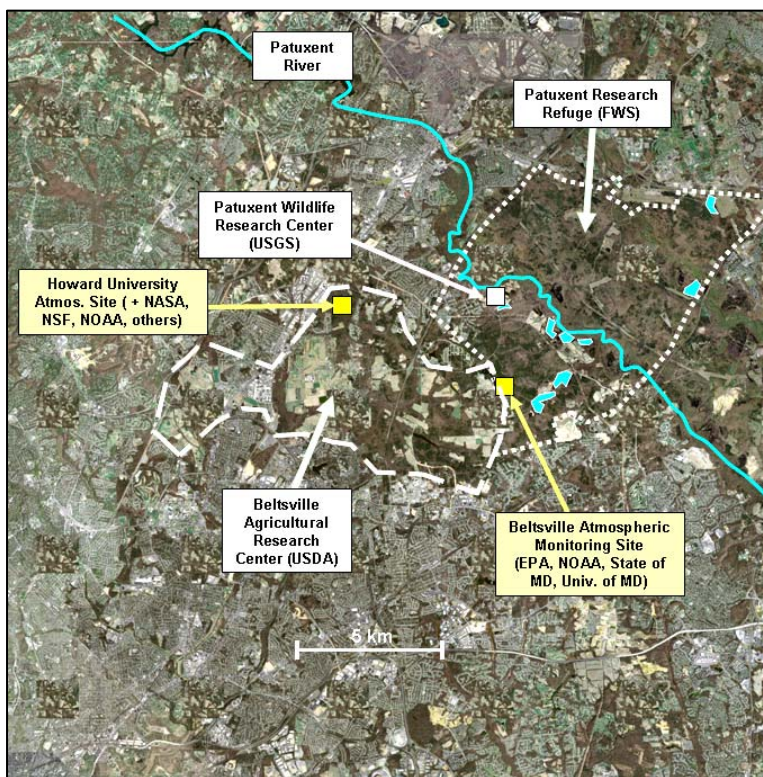 Patuxent
River
Patuxent Research
Refuge (FWS)
Patuxent Wildlife
Research Center
(USGS)
Howard University
Atmos. Site ( + NASA,
NSF, NOAA, others)
Beltsville
Agricultural
Research
Center (USDA)
Beltsville Atmospheric
Monitoring Site
(EPA, NOAA, State of
MD, Univ. of MD)
5 km